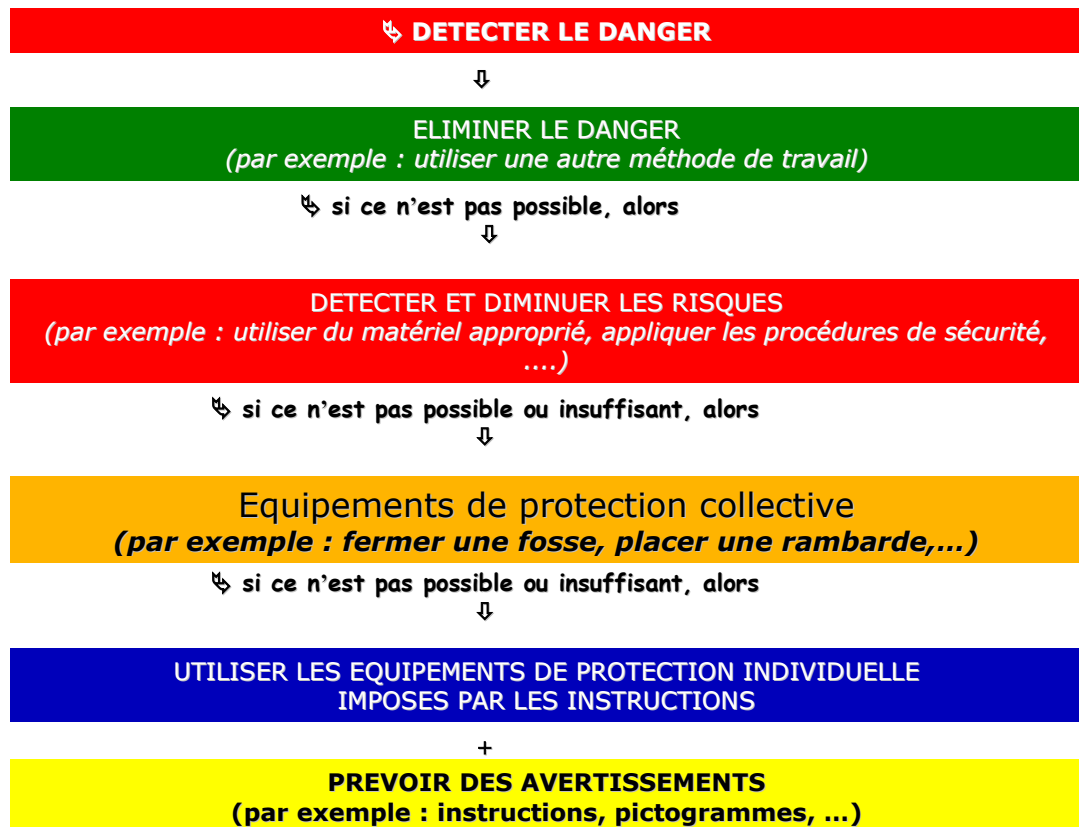 ↳ DETECTER LE DANGER
⇩
ELIMINER LE DANGER
(par exemple : utiliser une autre méthode de travail)
↳ si ce n'est pas possible, alors
⇩
DETECTER ET DIMINUER LES RISQUES
(par exemple : utiliser du matériel approprié, appliquer les procédures de sécurité,
....)
↳ si ce n'est pas possible ou insuffisant, alors
⇩
Equipements de protection collective
(par exemple : fermer une fosse, placer une rambarde,...)
↳ si ce n'est pas possible ou insuffisant, alors
⇩
UTILISER LES EQUIPEMENTS DE PROTECTION INDIVIDUELLE
IMPOSES PAR LES INSTRUCTIONS
+
PREVOIR DES AVERTISSEMENTS
(par exemple : instructions, pictogrammes, ...)